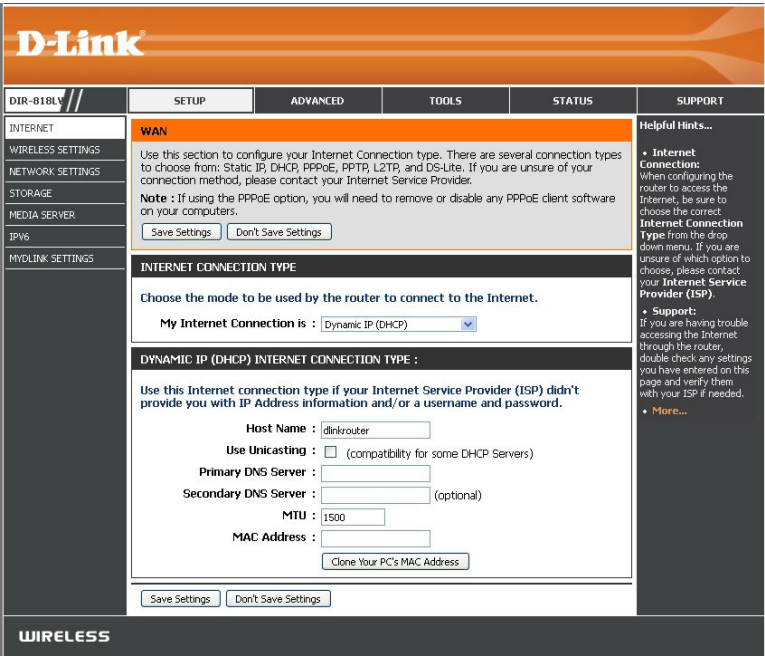 D-Link
DIR-818LW
SETUP
ADVANCED
TOOLS
STATUS
SUPPORT
INTERNET
WIRELESS SETTINGS
NETWORK SETTINGS
STORAGE
MEDIA SERVER
IPV6
MYDLINK SETTINGS
WAN
Use this section to configure your Internet Connection type. There are several connection types
to choose from: Static IP, DHCP, PPPoE, PPTP, L2TP, and DS-Lite. If you are unsure of your
connection method, please contact your Internet Service Provider.
Note : If using the PPPoE option, you will need to remove or disable any PPPoE client software
on your computers.
Save Settings Don't Save Settings
INTERNET CONNECTION TYPE
Choose the mode to be used by the router to connect to the Internet.
My Internet Connection is : Dynamic IP (DHCP)
DYNAMIC IP (DHCP) INTERNET CONNECTION TYPE :
Use this Internet connection type if your Internet Service Provider (ISP) didn't
provide you with IP Address information and/or a username and password.
Host Name : dlinkrouter
Use Unicasting : (compatibility for some DHCP Servers)
Primary DNS Server :
Secondary DNS Server : (optional)
MTU : 1500
MAC Address :
Clone Your PC's MAC Address
Save Settings Don't Save Settings
Helpful Hints...
• Internet
Connection:
When configuring the
router to access the
Internet, be sure to
choose the correct
Internet Connection
Type from the drop
down menu. If you are
unsure of which option to
choose, please contact
your Internet Service
Provider (ISP).
• Support:
If you are having trouble
accessing the Internet
through the router,
double check any settings
you have entered on this
page and verify them
with your ISP if needed.
• More...
WIRELESS